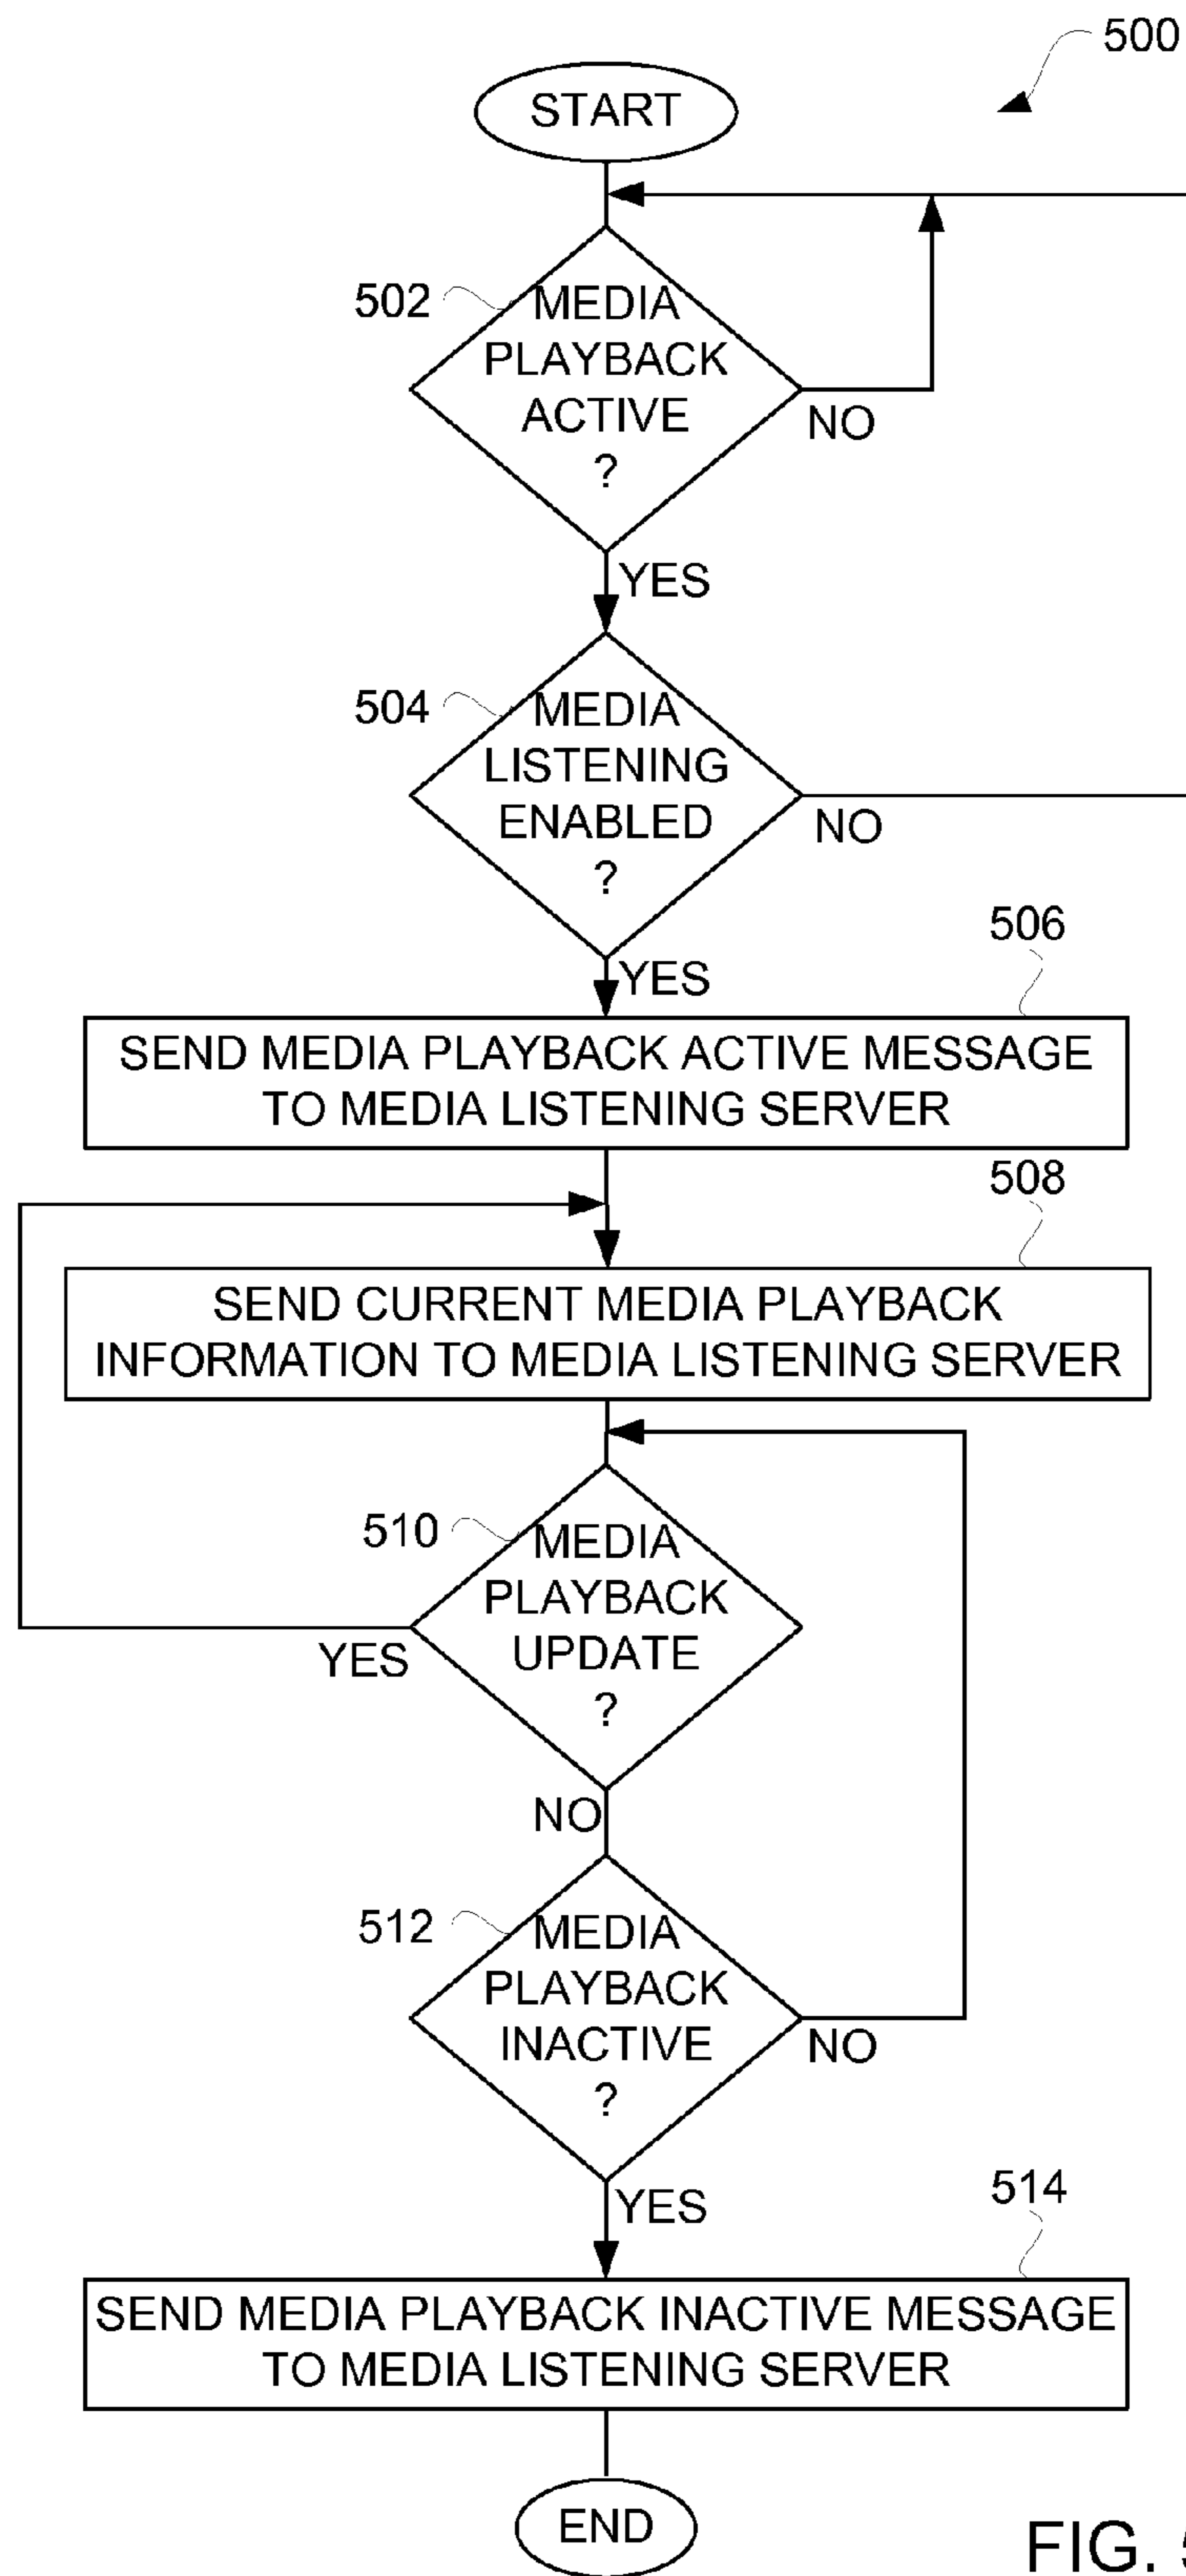 500
START
502
MEDIA
PLAYBACK
ACTIVE
?
NO
YES
504
MEDIA
LISTENING
ENABLED
?
NO
YES
506
SEND MEDIA PLAYBACK ACTIVE MESSAGE
TO MEDIA LISTENING SERVER
508
SEND CURRENT MEDIA PLAYBACK
INFORMATION TO MEDIA LISTENING SERVER
510
MEDIA
PLAYBACK
UPDATE
?
YES
NO
512
MEDIA
PLAYBACK
INACTIVE
?
NO
YES
514
SEND MEDIA PLAYBACK INACTIVE MESSAGE
TO MEDIA LISTENING SERVER
END
FIG. 5